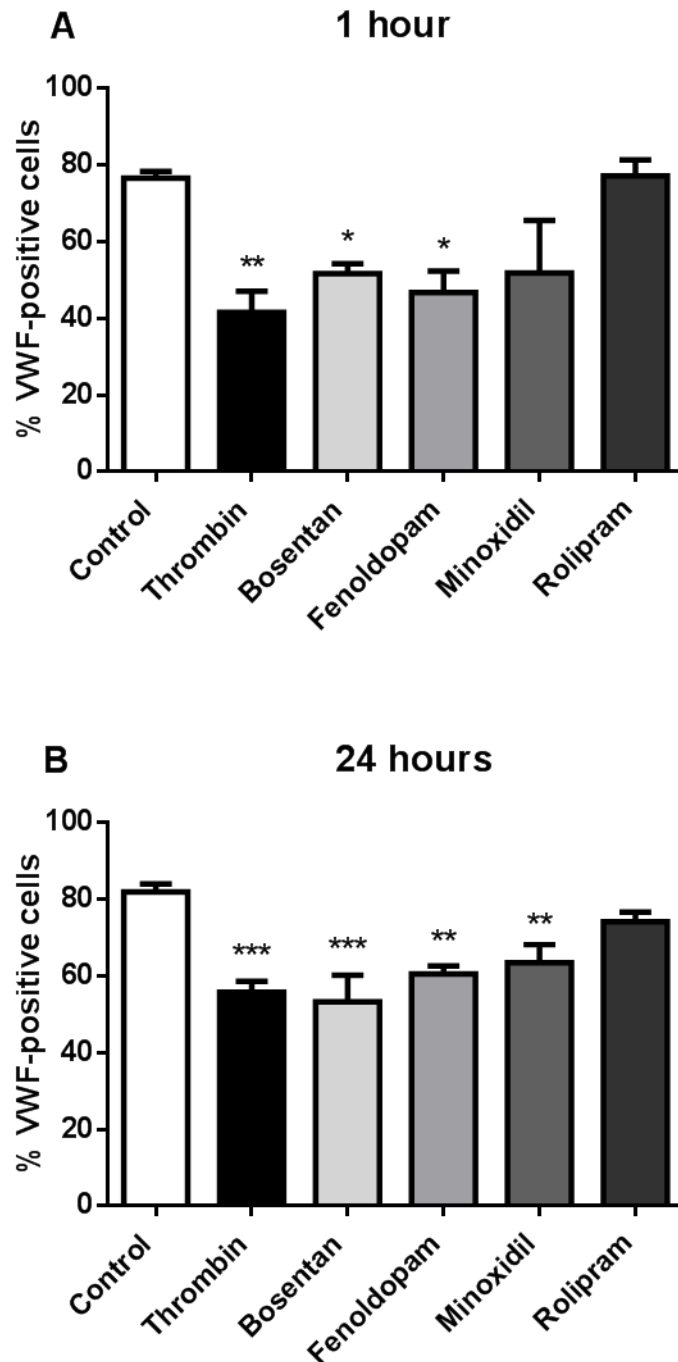 A
1 hour
% VWF-positive cells
100
80
60
40
20
0
**
*
*
Control
Thrombin
Bosentan
Fenoldopam
Minoxidil
Rolipram
B
24 hours
% VWF-positive cells
100
80
60
40
20
0
***
***
**
**
Control
Thrombin
Bosentan
Fenoldopam
Minoxidil
Rolipram